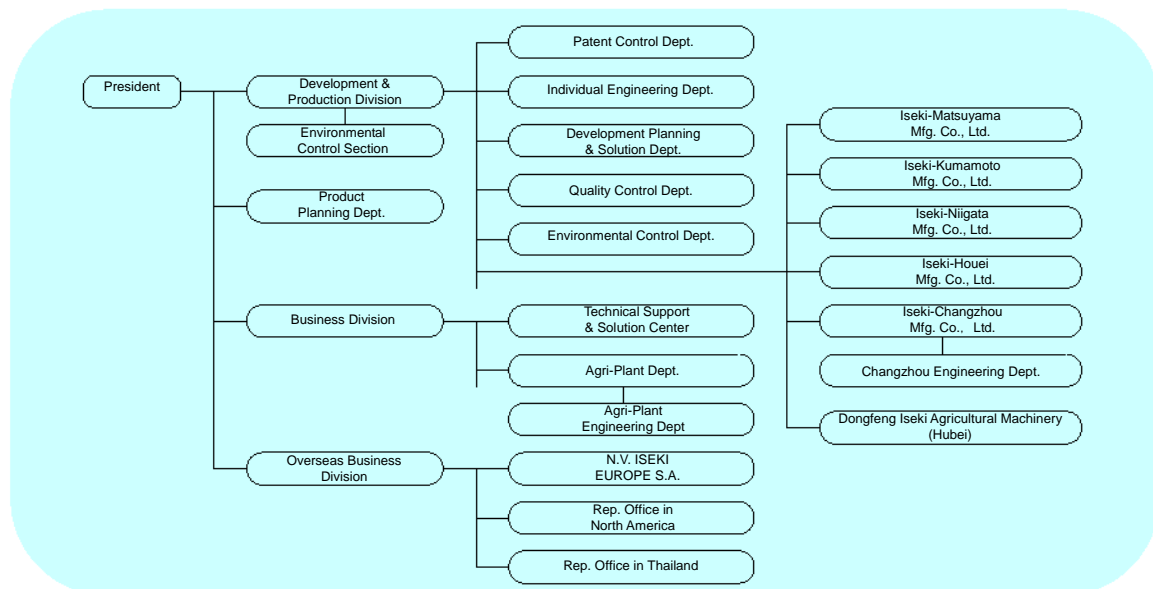 President
Development &
Production Division
Environmental
Control Section
Product
Planning Dept.
Business Division
Overseas Business
Division
Patent Control Dept.
Individual Engineering Dept.
Development Planning
& Solution Dept.
Quality Control Dept.
Environmental Control Dept.
Technical Support
& Solution Center
Agri-Plant Dept.
Agri-Plant
Engineering Dept
N.V. ISEKI
EUROPE S.A.
Rep. Office in
North America
Rep. Office in Thailand
Iseki-Matsuyama
Mfg. Co., Ltd.
Iseki-Kumamoto
Mfg. Co., Ltd.
Iseki-Niigata
Mfg. Co., Ltd.
Iseki-Houei
Mfg. Co., Ltd.
Iseki-Changzhou
Mfg. Co., Ltd.
Changzhou Engineering Dept.
Dongfeng Iseki Agricultural Machinery
(Hubei)